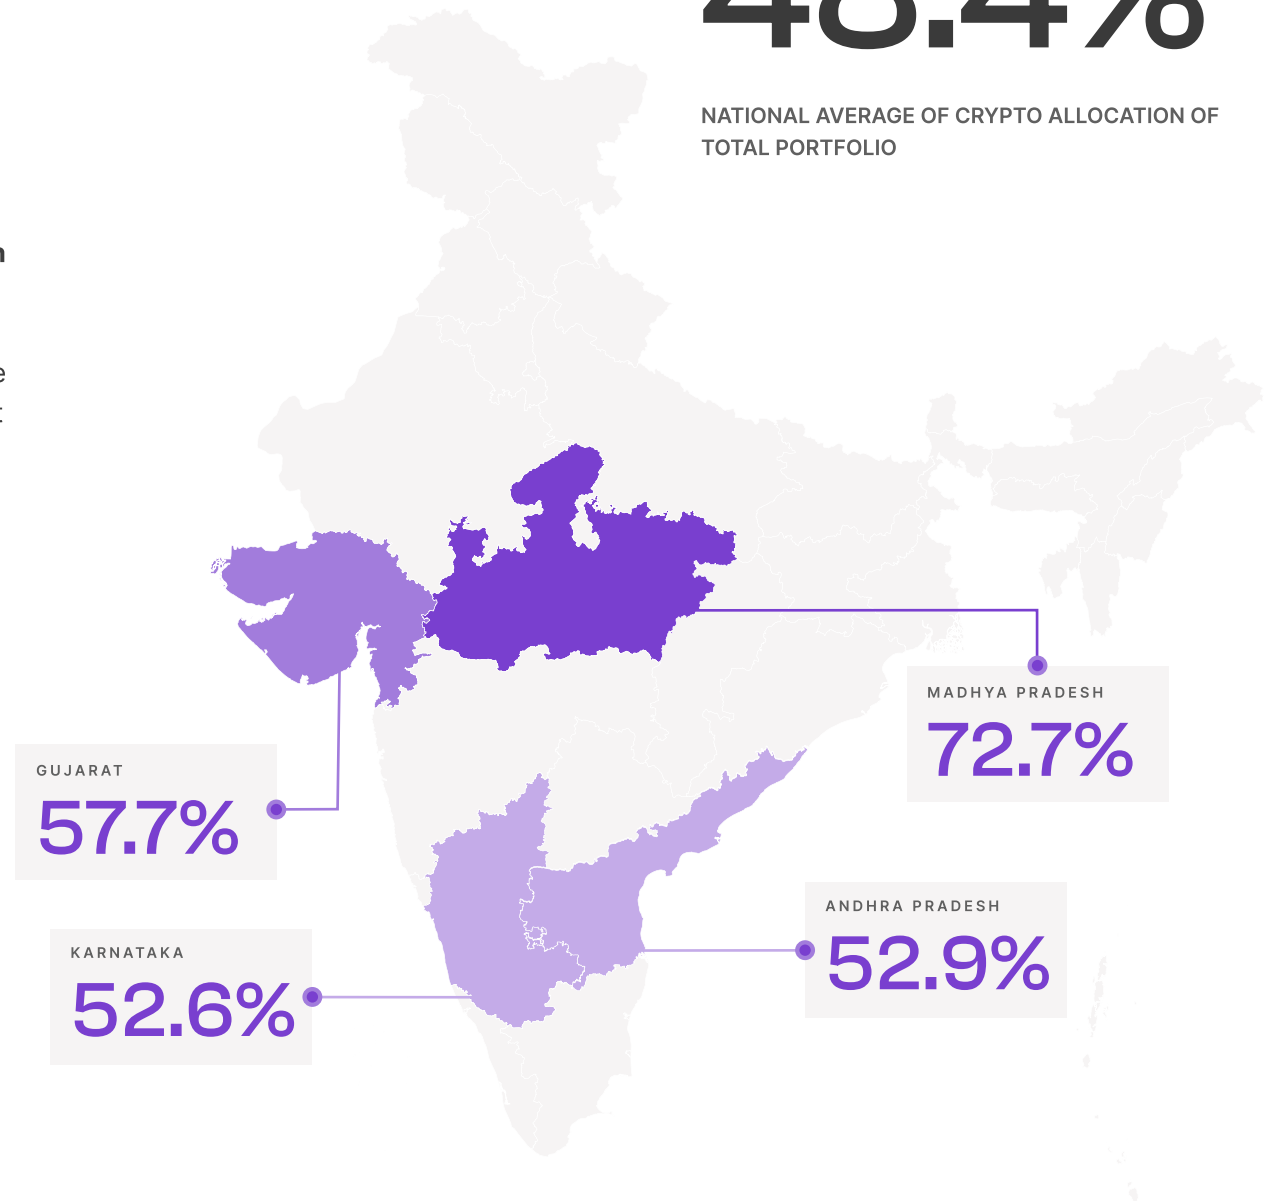 NATIONAL AVERAGE OF CRYPTO ALLOCATION OF
TOTAL PORTFOLIO
MADHYA PRADESH
72.7%
GUJARAT
57.7%
ANDHRA PRADESH
52.9%
KARNATAKA
52.6%